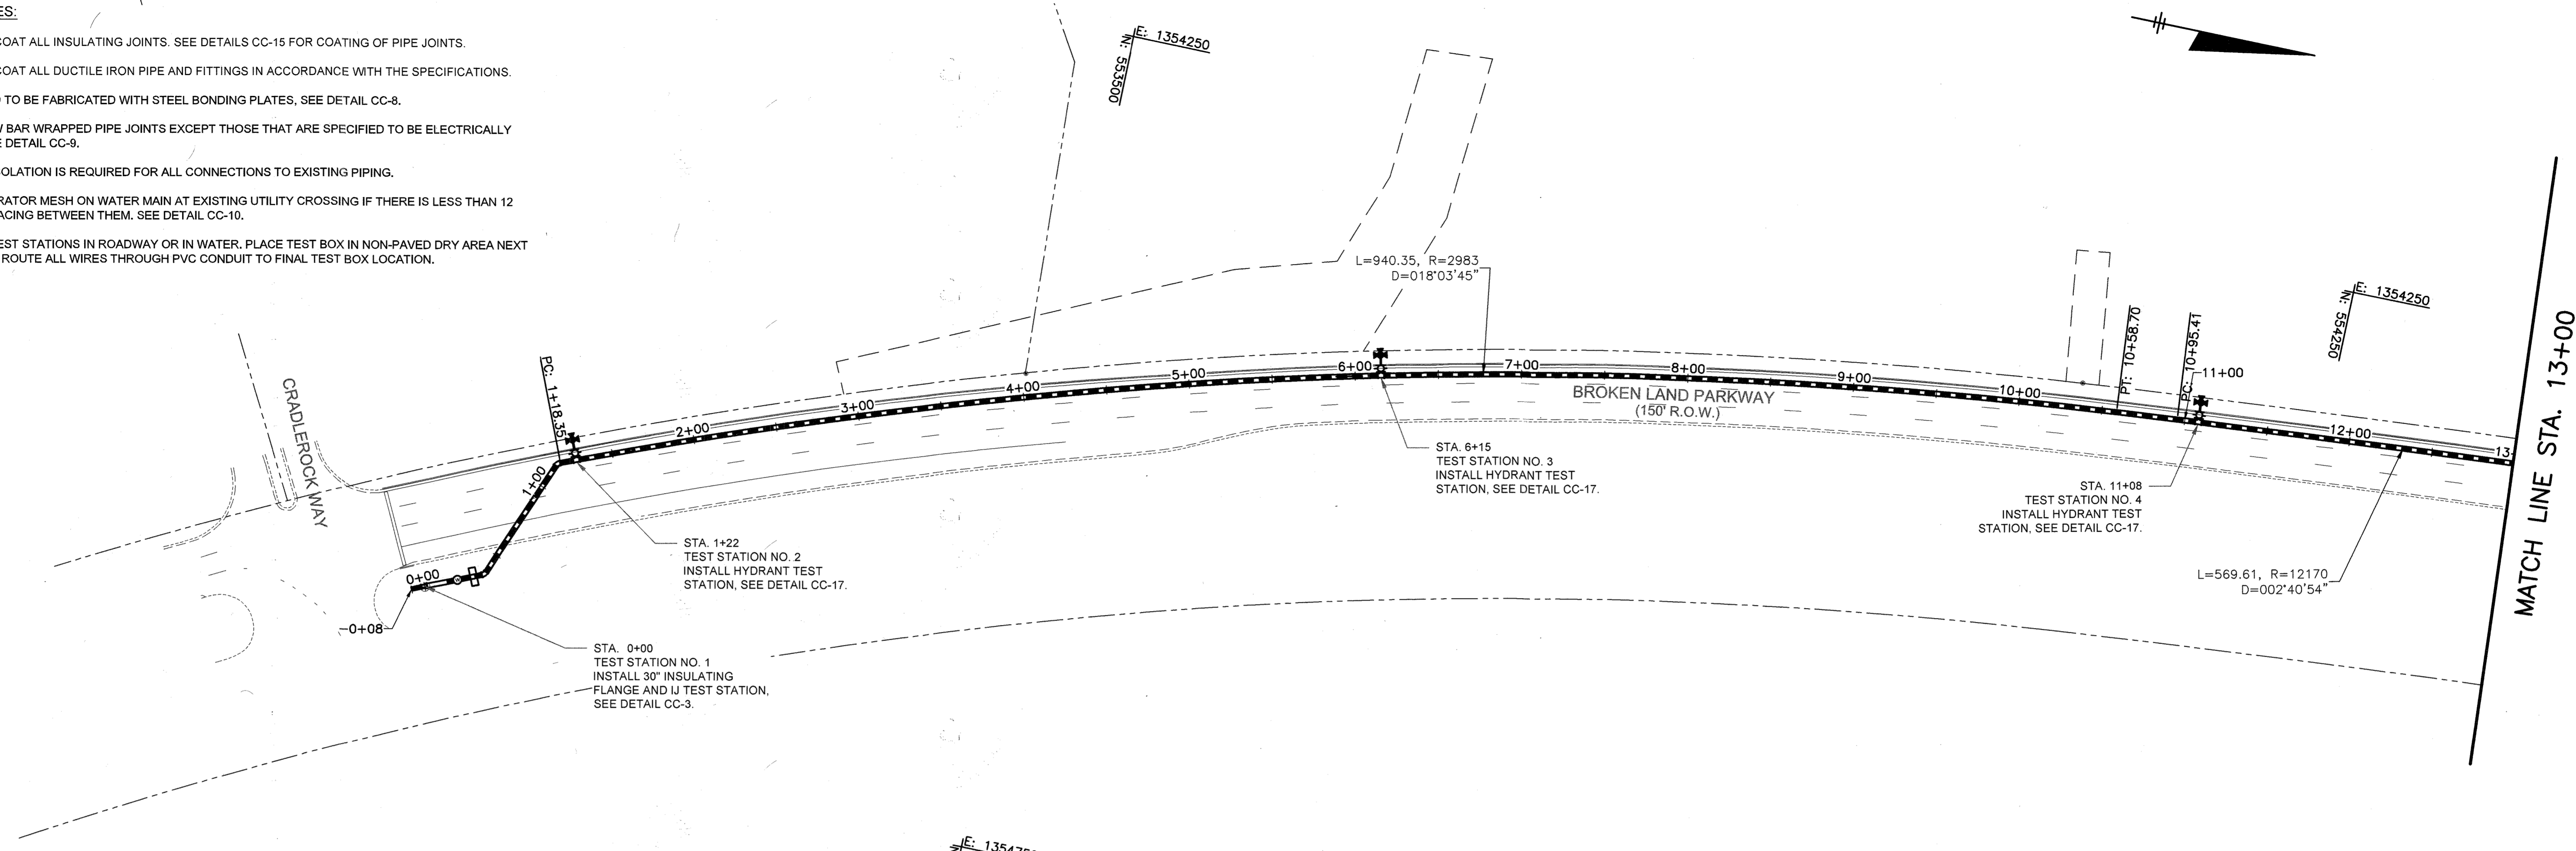 ES:
COAT ALL INSULATING JOINTS. SEE DETAILS CC-15 FOR COATING OF PIPE JOINTS.
COAT ALL DUCTILE IRON PIPE AND FITTINGS IN ACCORDANCE WITH THE SPECIFICATIONS.
TO BE FABRICATED WITH STEEL BONDING PLATES, SEE DETAIL CC-8.
BAR WRAPPED PIPE JOINTS EXCEPT THOSE THAT ARE SPECIFIED TO BE ELECTRICALLY
DETAIL CC-9.
SOLATION IS REQUIRED FOR ALL CONNECTIONS TO EXISTING PIPING.
RATOR MESH ON WATER MAIN AT EXISTING UTILITY CROSSING IF THERE IS LESS THAN 12
ACING BETWEEN THEM. SEE DETAIL CC-10.
EST STATIONS IN ROADWAY OR IN WATER. PLACE TEST BOX IN NON-PAVED DRY AREA NEXT
ROUTE ALL WIRES THROUGH PVC CONDUIT TO FINAL TEST BOX LOCATION.
E: 1354250
N: 553500
L=940.35, R=2983
D=018°03'45"
E: 1354250
N: 554250
MATCH LINE STA. 13+00
CRADLEROCK WAY
PC: 1+18.35
PT: 10+58.70
PC: 10+95.41
11+00
0+00
1+00
2+00
3+00
4+00
5+00
6+00
7+00
8+00
9+00
10+00
12+00
13
BROKEN LAND PARKWAY
(150' R.O.W.)
STA. 6+15
TEST STATION NO. 3
INSTALL HYDRANT TEST
STATION, SEE DETAIL CC-17.
STA. 11+08
TEST STATION NO. 4
INSTALL HYDRANT TEST
STATION, SEE DETAIL CC-17.
STA. 1+22
TEST STATION NO. 2
INSTALL HYDRANT TEST
STATION, SEE DETAIL CC-17.
L=569.61, R=12170
D=002°40'54"
-0+08
STA. 0+00
TEST STATION NO. 1
INSTALL 30" INSULATING
FLANGE AND IJ TEST STATION,
SEE DETAIL CC-3.